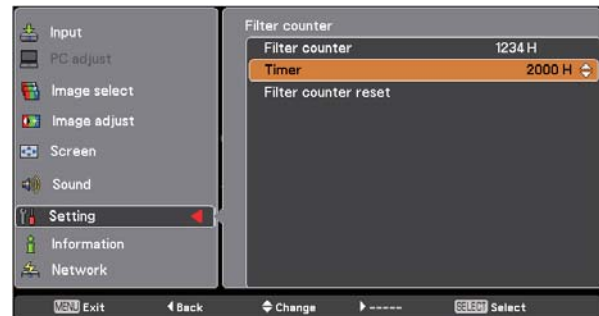 Input
PC adjust
Image select
Image adjust
Screen
Sound
Setting
Information
Network
Filter counter
Filter counter 1234 H
Timer 2000 H
Filter counter reset
MENU Exit Back Change ----- SELECT Select